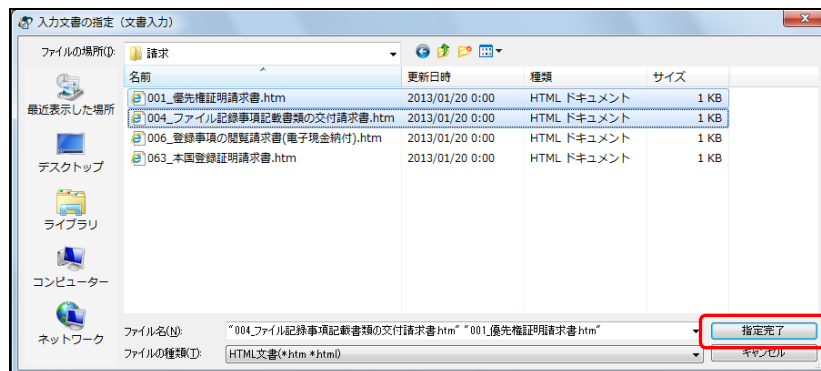 入力文書の指定（文書入力）
ファイルの場所(I): 請求
名前 更新日時 種類 サイズ
001_優先権証明請求書.htm 2013/01/20 0:00 HTML ドキュメント 1 KB
004_ファイル記録事項記載書類の交付請求書.htm 2013/01/20 0:00 HTML ドキュメント 1 KB
006_登録事項の閲覧請求書(電子現金納付).htm 2013/01/20 0:00 HTML ドキュメント 1 KB
063_本国登録証明請求書.htm 2013/01/20 0:00 HTML ドキュメント 1 KB
最近表示した場所
デスクトップ
ライブラリ
コンピューター
ネットワーク
ファイル名(N): "004_ファイル記録事項記載書類の交付請求書.htm" "001_優先権証明請求書.htm" 指定完了
ファイルの種類(T): HTML文書(*.htm *.html) キャンセル